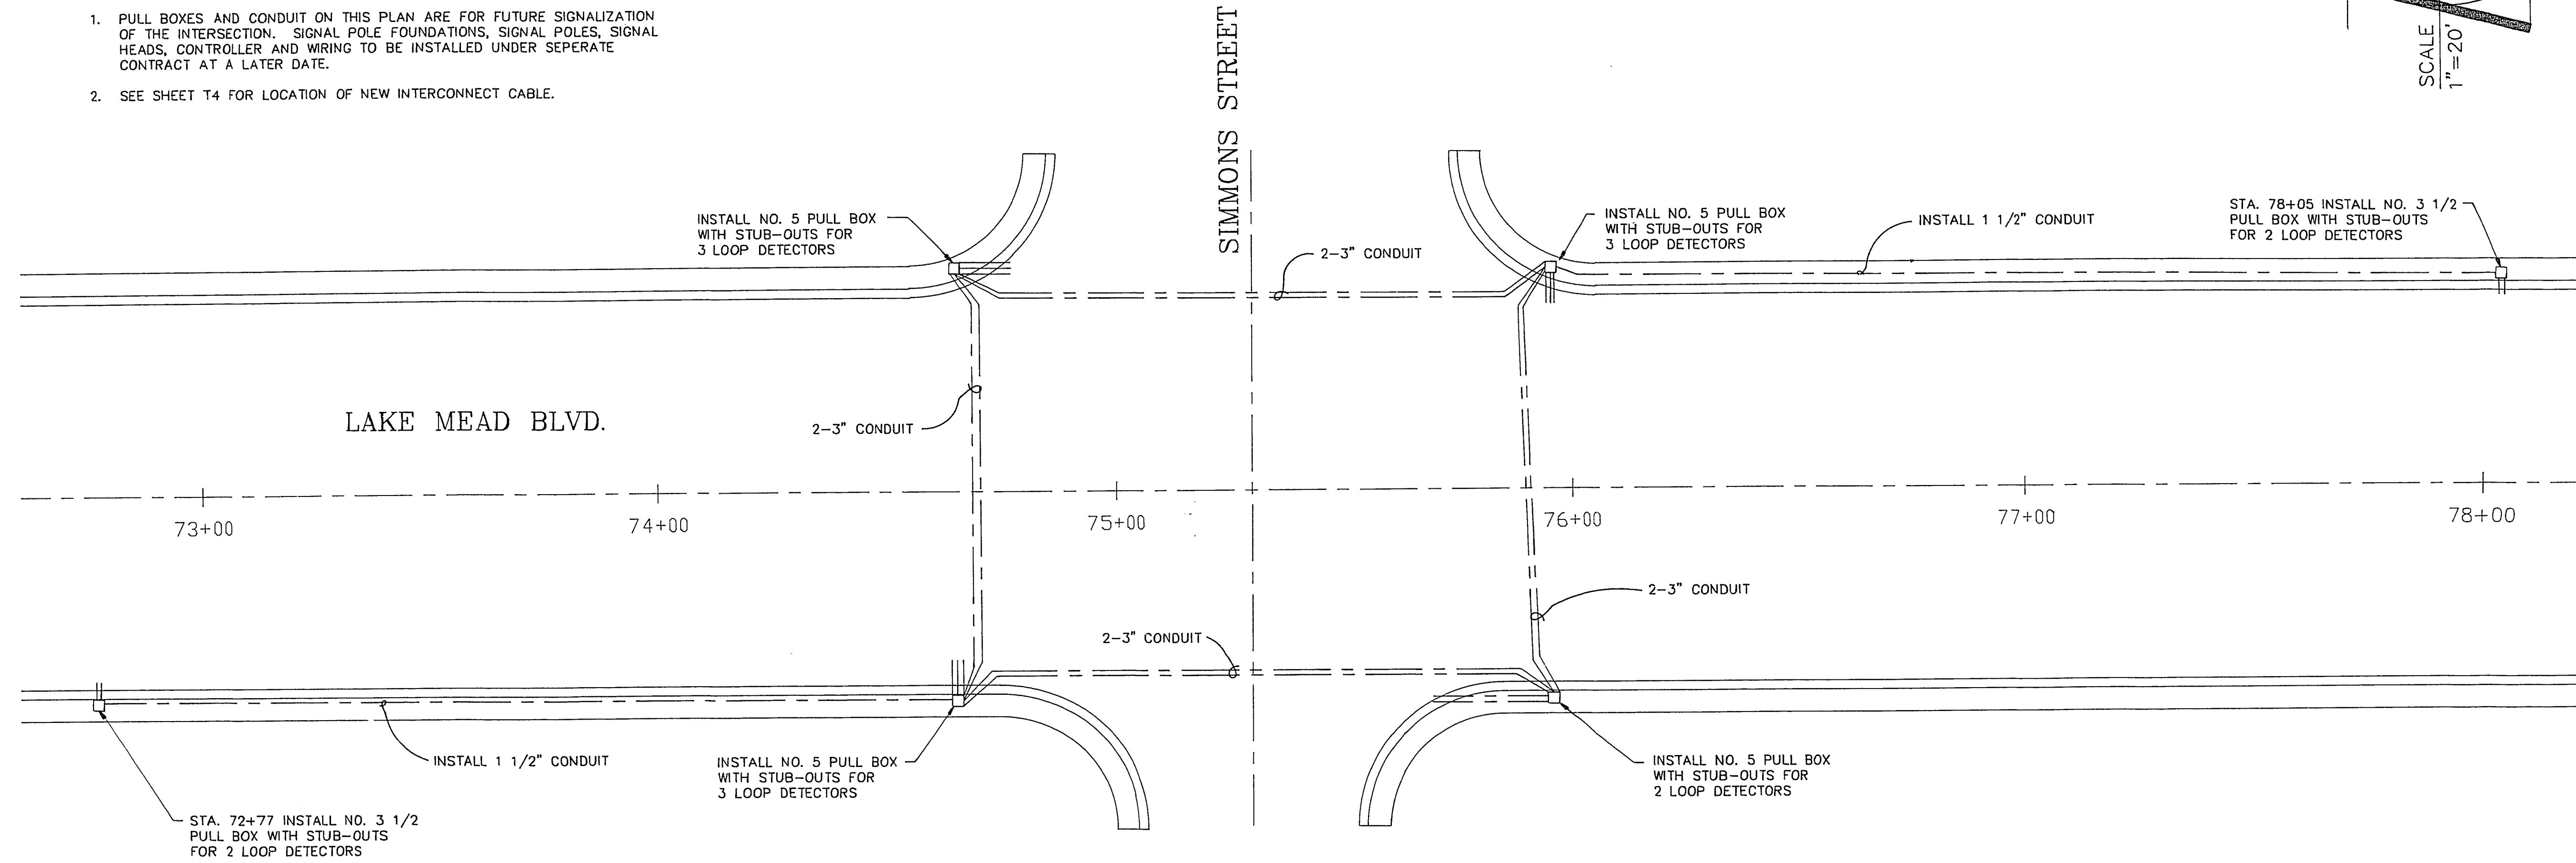 1. PULL BOXES AND CONDUIT ON THIS PLAN ARE FOR FUTURE SIGNALIZATION
OF THE INTERSECTION. SIGNAL POLE FOUNDATIONS, SIGNAL POLES, SIGNAL
HEADS, CONTROLLER AND WIRING TO BE INSTALLED UNDER SEPERATE
CONTRACT AT A LATER DATE.
2. SEE SHEET T4 FOR LOCATION OF NEW INTERCONNECT CABLE.
SIMMONS STREET
SCALE
1"=20'
INSTALL NO. 5 PULL BOX
WITH STUB-OUTS FOR
3 LOOP DETECTORS
2-3" CONDUIT
INSTALL NO. 5 PULL BOX
WITH STUB-OUTS FOR
3 LOOP DETECTORS
INSTALL 1 1/2" CONDUIT
STA. 78+05 INSTALL NO. 3 1/2
PULL BOX WITH STUB-OUTS
FOR 2 LOOP DETECTORS
LAKE MEAD BLVD.
2-3" CONDUIT
73+00
74+00
75+00
76+00
77+00
78+00
2-3" CONDUIT
2-3" CONDUIT
INSTALL 1 1/2" CONDUIT
INSTALL NO. 5 PULL BOX
WITH STUB-OUTS FOR
3 LOOP DETECTORS
INSTALL NO. 5 PULL BOX
WITH STUB-OUTS FOR
2 LOOP DETECTORS
STA. 72+77 INSTALL NO. 3 1/2
PULL BOX WITH STUB-OUTS
FOR 2 LOOP DETECTORS